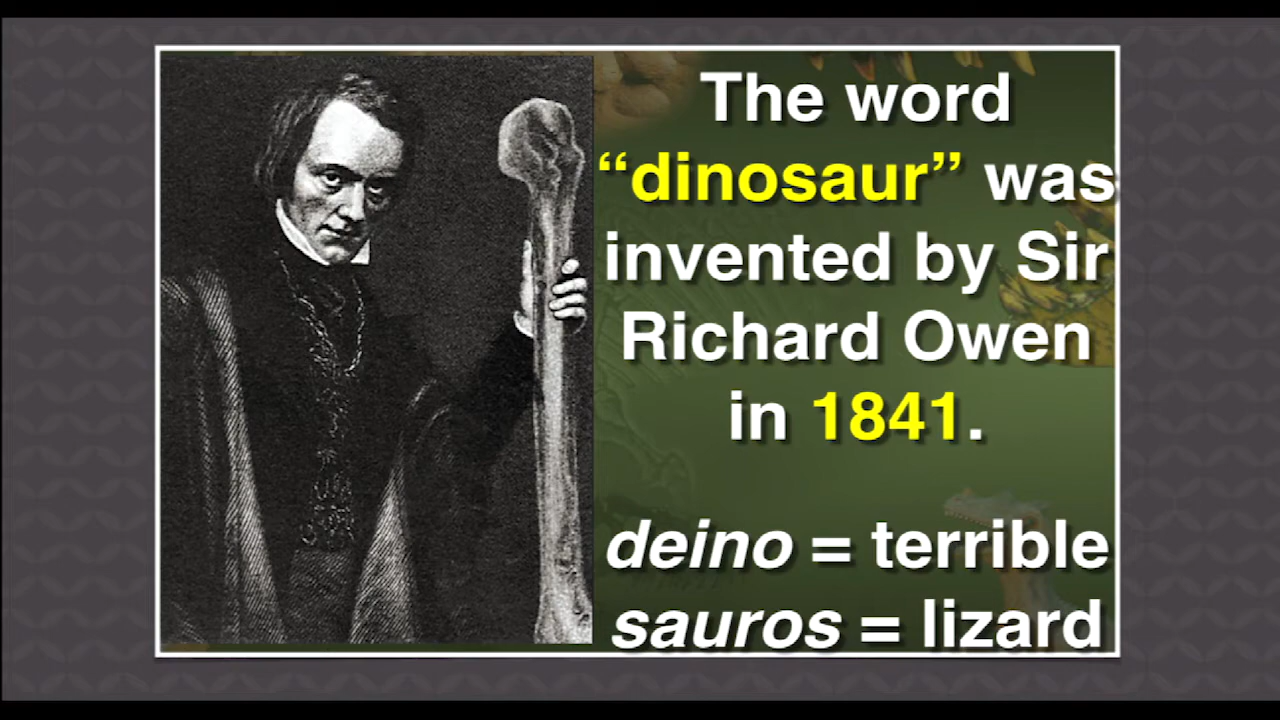 The word
“dinosaur” was
invented by Sir
Richard Owen
in 1841.
deino = terrible
sauros = lizard